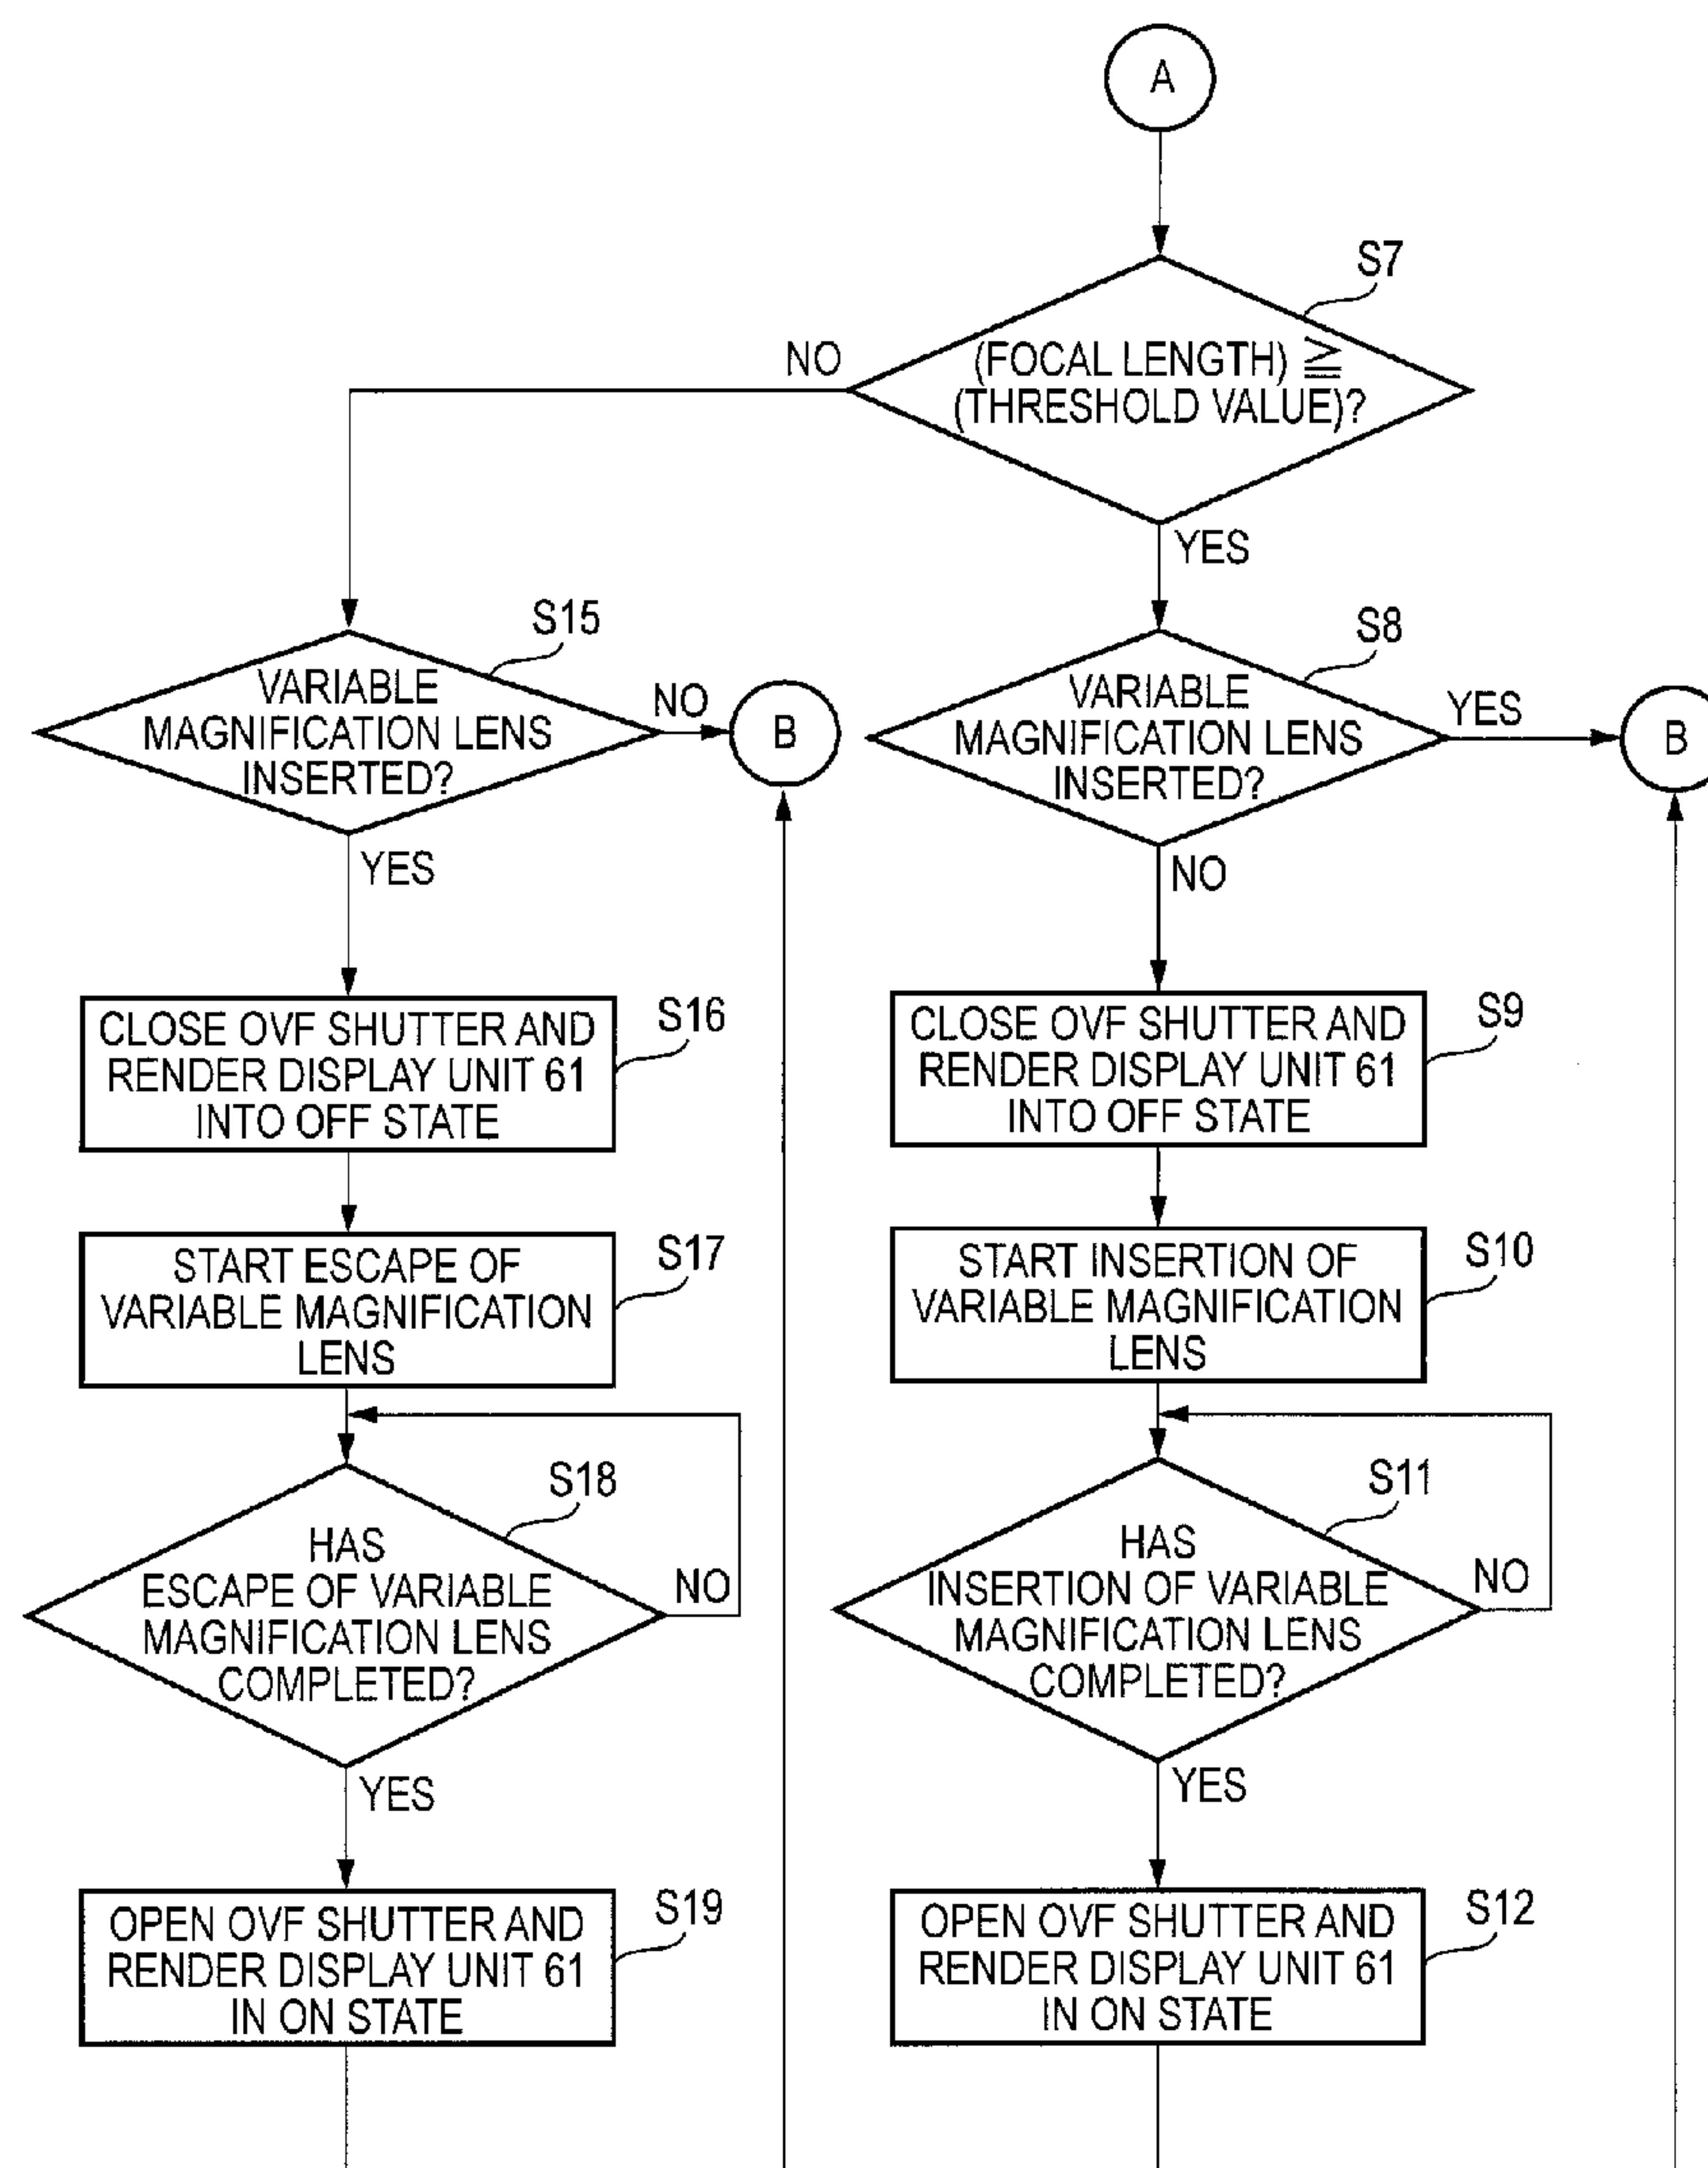 A
S7
(FOCAL LENGTH) ≧
(THRESHOLD VALUE)?
NO
YES
S15
VARIABLE
MAGNIFICATION LENS
INSERTED?
NO
B
YES
S8
VARIABLE
MAGNIFICATION LENS
INSERTED?
YES
B
NO
S16
CLOSE OVF SHUTTER AND
RENDER DISPLAY UNIT 61
INTO OFF STATE
S9
CLOSE OVF SHUTTER AND
RENDER DISPLAY UNIT 61
INTO OFF STATE
S17
START ESCAPE OF
VARIABLE MAGNIFICATION
LENS
S10
START INSERTION OF
VARIABLE MAGNIFICATION
LENS
S18
HAS
ESCAPE OF VARIABLE
MAGNIFICATION LENS
COMPLETED?
NO
YES
S11
HAS
INSERTION OF VARIABLE
MAGNIFICATION LENS
COMPLETED?
NO
YES
S19
OPEN OVF SHUTTER AND
RENDER DISPLAY UNIT 61
IN ON STATE
S12
OPEN OVF SHUTTER AND
RENDER DISPLAY UNIT 61
IN ON STATE